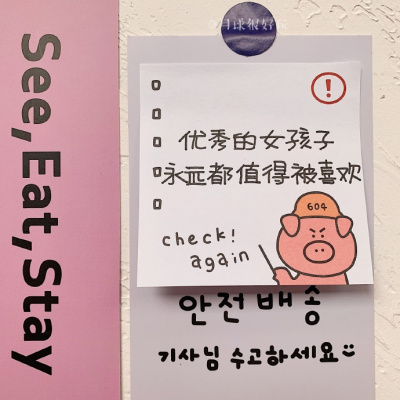 See,Eat,Stay
月球很好
!
优秀的女孩子
永远都值得被喜欢
604
check!
again
안전배송
기사님 수고하세요